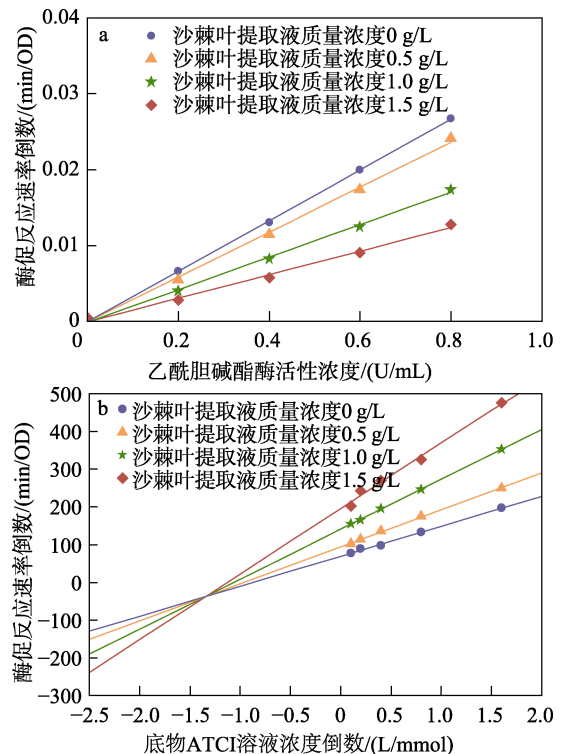 a
沙棘叶提取液质量浓度0 g/L
沙棘叶提取液质量浓度0.5 g/L
沙棘叶提取液质量浓度1.0 g/L
沙棘叶提取液质量浓度1.5 g/L
0.04
0.03
0.02
0.01
0
酶促反应速率倒数/(min/OD)
0 0.2 0.4 0.6 0.8 1.0
乙酰胆碱酯酶活性浓度/(U/mL)
b
沙棘叶提取液质量浓度0 g/L
沙棘叶提取液质量浓度0.5 g/L
沙棘叶提取液质量浓度1.0 g/L
沙棘叶提取液质量浓度1.5 g/L
500
400
300
200
100
0
−100
−200
−300
酶促反应速率倒数/(min/OD)
−2.5 −2.0 −1.5 −1.0 −0.5 0 0.5 1.0 1.5 2.0
底物ATCI溶液浓度倒数/(L/mmol)